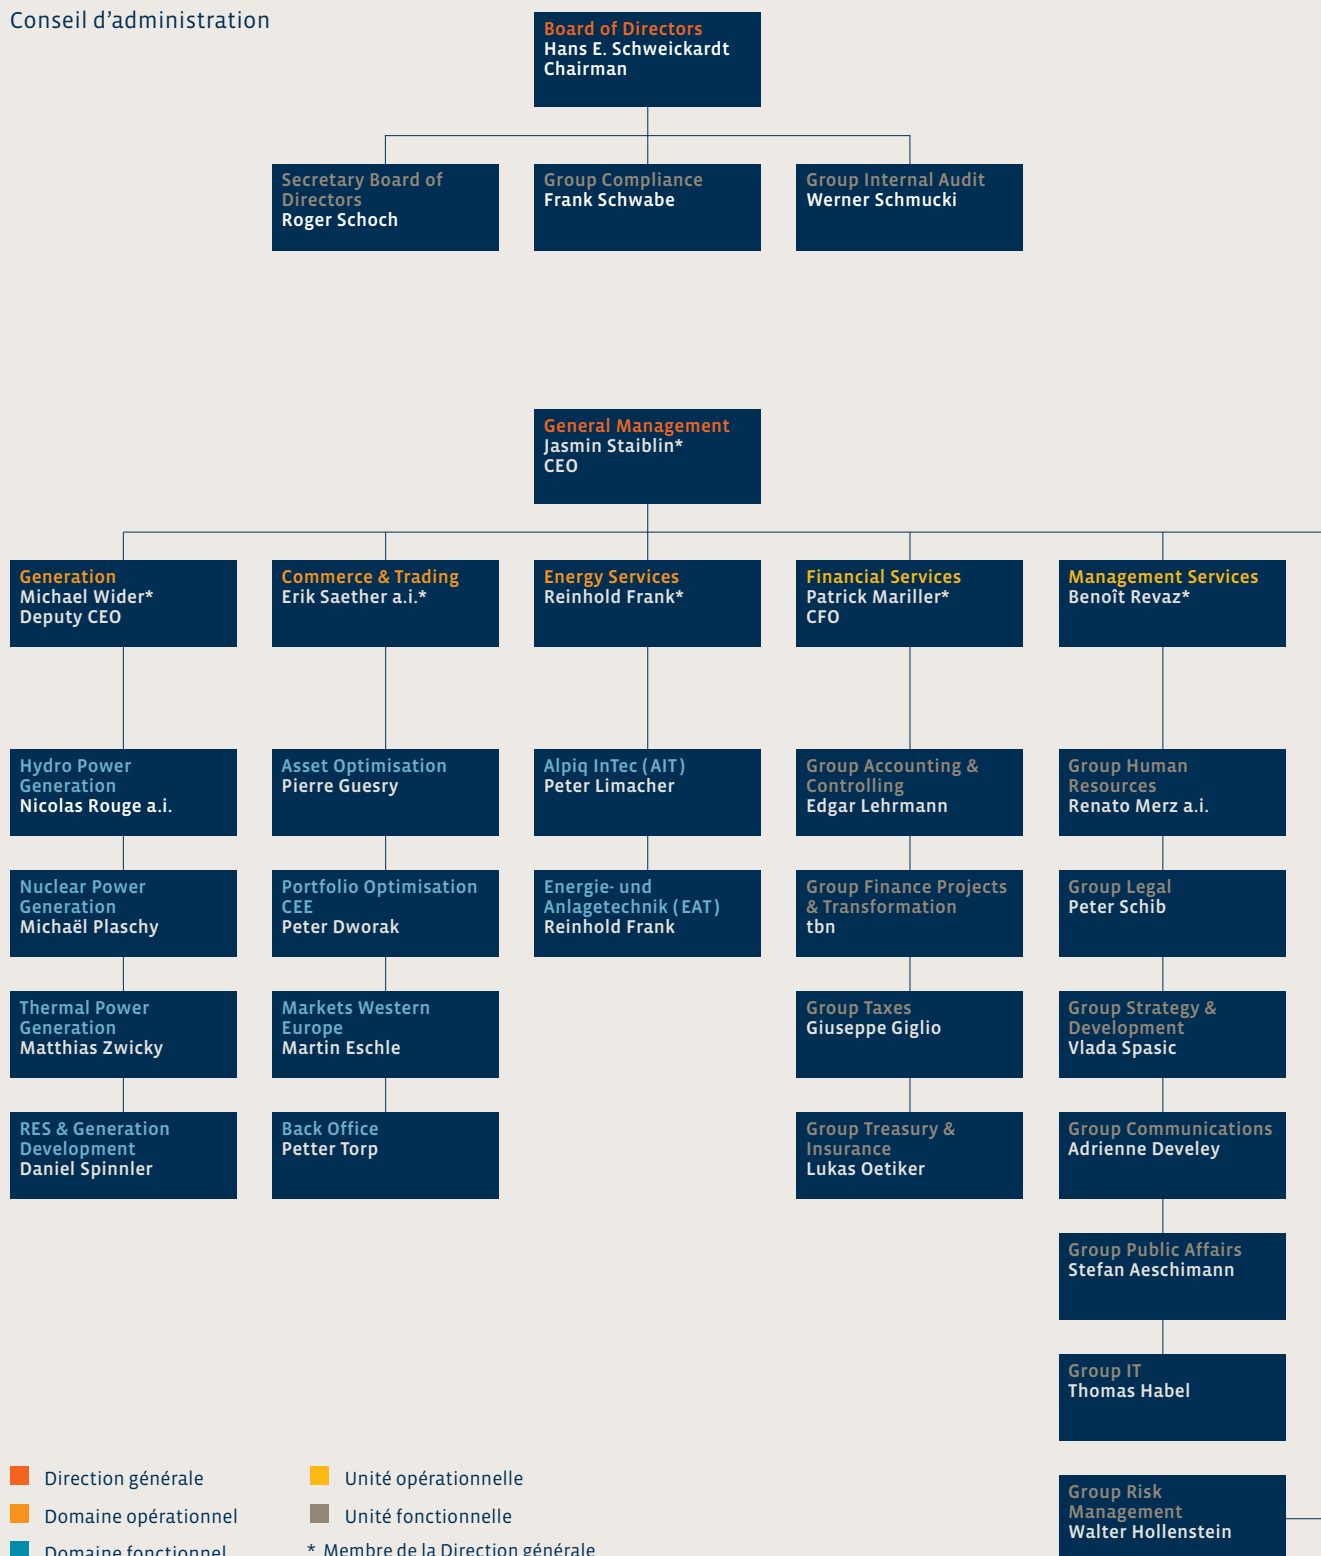 Conseil d'administration
Board of Directors
Hans E. Schweickardt
Chairman
Secretary Board of
Directors
Roger Schoch
Group Compliance
Frank Schwabe
Group Internal Audit
Werner Schmucki
General Management
Jasmin Staiblin*
CEO
Generation
Michael Wider*
Deputy CEO
Commerce & Trading
Erik Saether a.i.*
Energy Services
Reinhold Frank*
Financial Services
Patrick Mariller*
CFO
Management Services
Benoît Revaz*
Hydro Power
Generation
Nicolas Rouge a.i.
Asset Optimisation
Pierre Guesry
Alpiq InTec (AIT)
Peter Limacher
Group Accounting &
Controlling
Edgar Lehrmann
Group Human
Resources
Renato Merz a.i.
Nuclear Power
Generation
Michaël Plaschy
Portfolio Optimisation
CEE
Peter Dworak
Energie- und
Anlagetechnik (EAT)
Reinhold Frank
Group Finance Projects
& Transformation
tbn
Group Legal
Peter Schib
Thermal Power
Generation
Matthias Zwicky
Markets Western
Europe
Martin Eschle
Group Taxes
Giuseppe Giglio
Group Strategy &
Development
Vlada Spasic
RES & Generation
Development
Daniel Spinnler
Back Office
Petter Torp
Group Treasury &
Insurance
Lukas Oetiker
Group Communications
Adrienne Develey
Group Public Affairs
Stefan Aeschimann
Group IT
Thomas Habel
Group Risk
Management
Walter Hollenstein
Direction générale
Domaine opérationnel
Domaine fonctionnel
Unité opérationnelle
Unité fonctionnelle
* Membre de la Direction générale